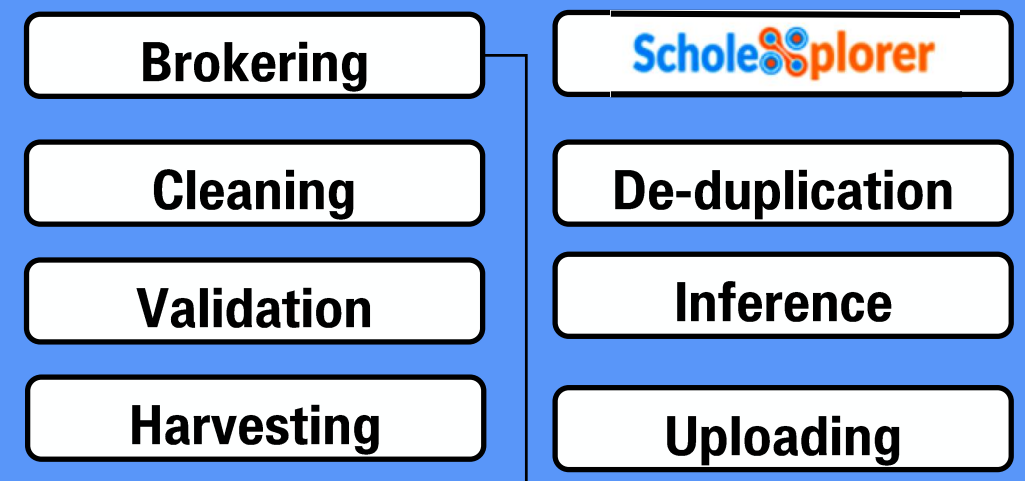 Brokering
ScholeXplorer
Cleaning
De-duplication
Validation
Inference
Harvesting
Uploading